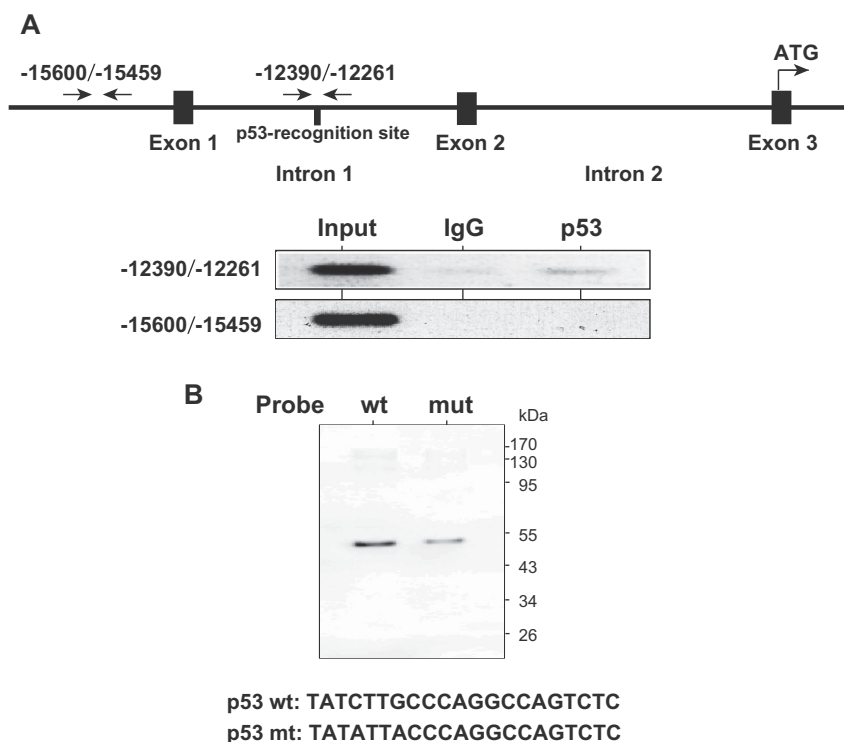 A
-15600/-15459 -12390/-12261 ATG
Exon 1 p53-recognition site Exon 2 Exon 3
Intron 1 Intron 2
Input IgG p53
-12390/-12261
-15600/-15459
B Probe wt mut kDa
170
130
95
55
43
34
26
p53 wt: TATCTTGCCCAGGCCAGTCTC
p53 mt: TATATTACCCAGGCCAGTCTC